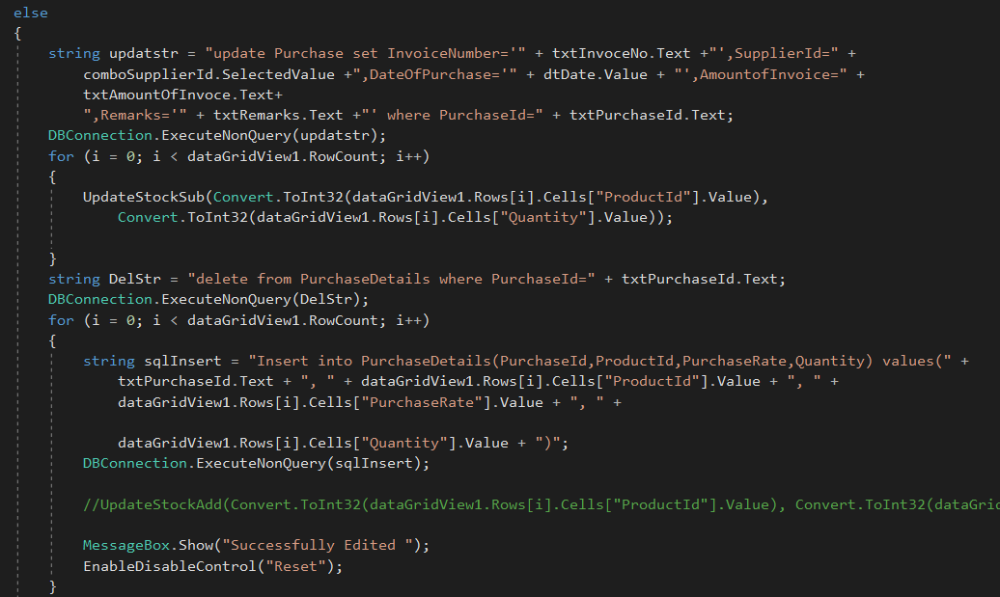 else
{
string updatstr = "update Purchase set InvoiceNumber='" + txtInvoceNo.Text +"',SupplierId=" +
comboSupplierId.SelectedValue +",DateOfPurchase='" + dtDate.Value + "',AmountofInvoice=" +
txtAmountOfInvoce.Text+
",Remarks='" + txtRemarks.Text +"' where PurchaseId=" + txtPurchaseId.Text;
DBConnection.ExecuteNonQuery(updatstr);
for (i = 0; i < dataGridView1.RowCount; i++)
{
UpdateStockSub(Convert.ToInt32(dataGridView1.Rows[i].Cells["ProductId"].Value),
Convert.ToInt32(dataGridView1.Rows[i].Cells["Quantity"].Value));
}
string DelStr = "delete from PurchaseDetails where PurchaseId=" + txtPurchaseId.Text;
DBConnection.ExecuteNonQuery(DelStr);
for (i = 0; i < dataGridView1.RowCount; i++)
{
string sqlInsert = "Insert into PurchaseDetails(PurchaseId,ProductId,PurchaseRate,Quantity) values(" +
txtPurchaseId.Text + ", " + dataGridView1.Rows[i].Cells["ProductId"].Value + ", " +
dataGridView1.Rows[i].Cells["PurchaseRate"].Value + ", " +
dataGridView1.Rows[i].Cells["Quantity"].Value + ")";
DBConnection.ExecuteNonQuery(sqlInsert);
//UpdateStockAdd(Convert.ToInt32(dataGridView1.Rows[i].Cells["ProductId"].Value), Convert.ToInt32(dataGrid
MessageBox.Show("Successfully Edited ");
EnableDisableControl("Reset");
}